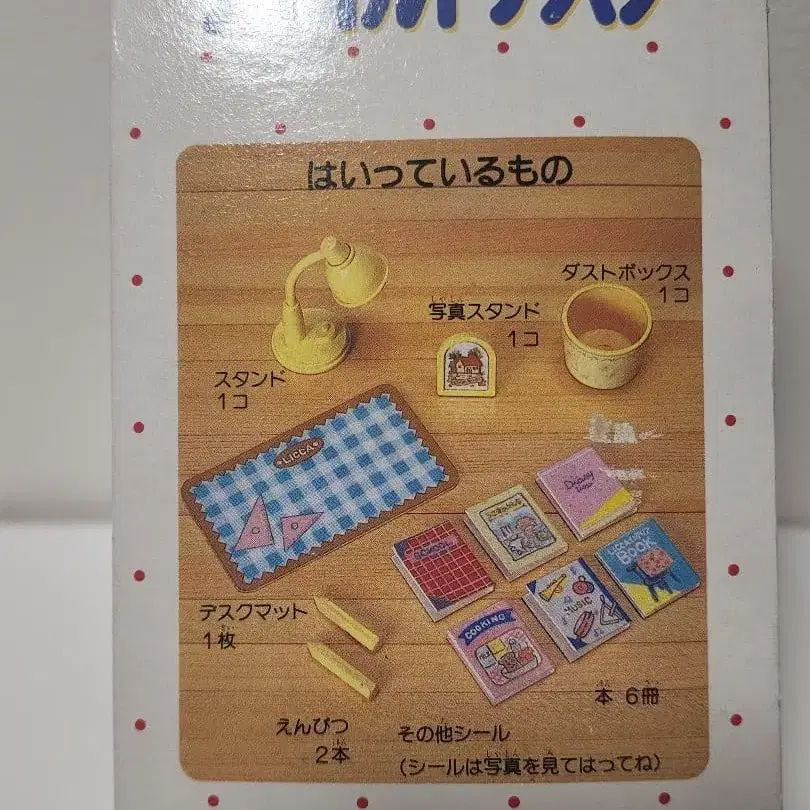 はいっているもの
ダストボックス
1コ
写真スタンド
1コ
スタンド
1コ
LICCA
Diary
SCHOOL
BOOK
MUSIC
COOKING
デスクマット
1枚
本 6冊
えんぴつ
2本
その他シール
(シールは写真を見てはってね)